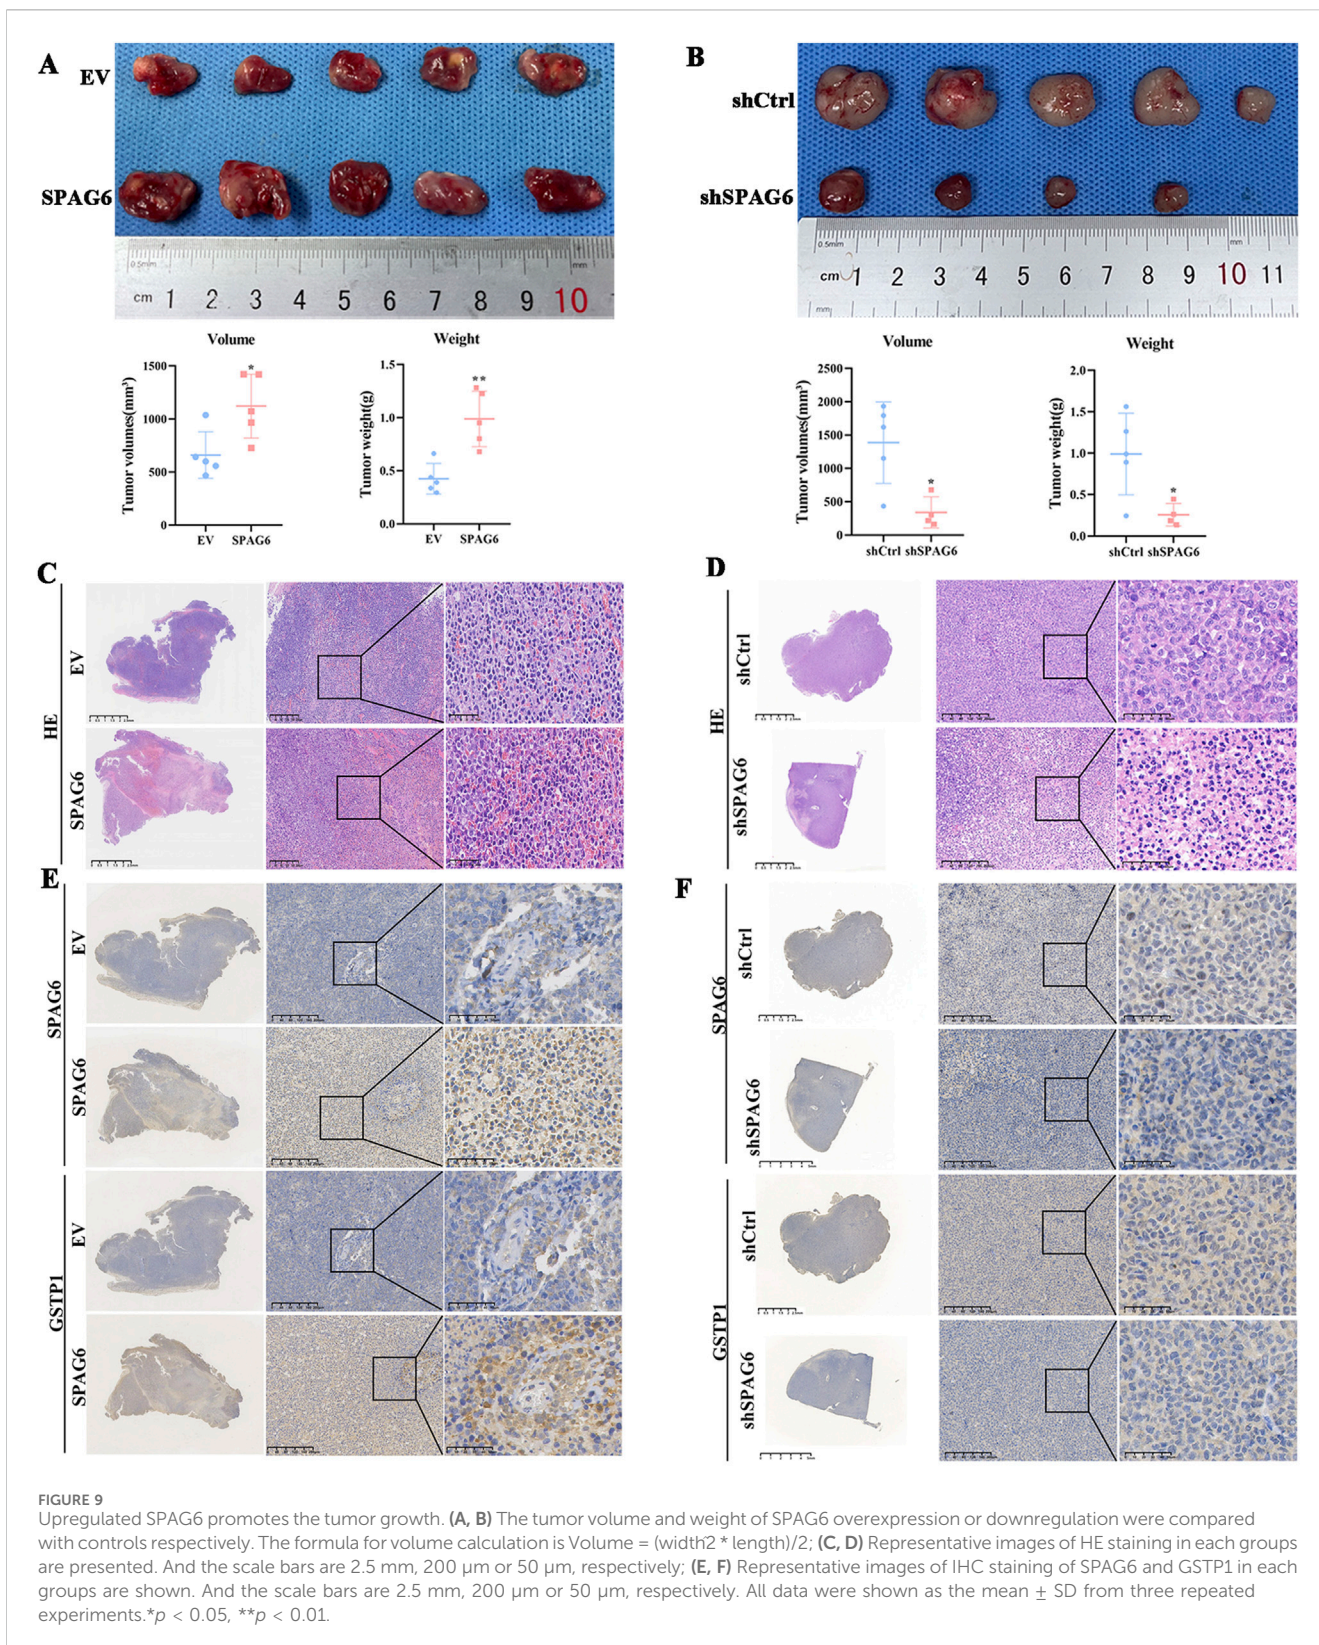 A
EV
SPAG6
0.5mm
mm
cm 1 2 3 4 5 6 7 8 9 10
B
shCtrl
shSPAG6
0.5mm
mm
cm 1 2 3 4 5 6 7 8 9 10 11
mm
Volume
Tumor volumes(mm³)
1500
1000
500
0
*
EV SPAG6
Weight
Tumor weight(g)
1.5
1.0
0.5
0.0
**
EV SPAG6
Volume
Tumor volumes(mm³)
2500
2000
1500
1000
500
0
*
shCtrl shSPAG6
Weight
Tumor weight(g)
2.0
1.5
1.0
0.5
0.0
*
shCtrl shSPAG6
C
HE
EV
SPAG6
D
HE
shCtrl
shSPAG6
E
SPAG6
EV
SPAG6
GSTP1
EV
SPAG6
F
SPAG6
shCtrl
shSPAG6
GSTP1
shCtrl
shSPAG6
FIGURE 9
Upregulated SPAG6 promotes the tumor growth. (A, B) The tumor volume and weight of SPAG6 overexpression or downregulation were compared
with controls respectively. The formula for volume calculation is Volume = (width2 * length)/2; (C, D) Representative images of HE staining in each groups
are presented. And the scale bars are 2.5 mm, 200 µm or 50 µm, respectively; (E, F) Representative images of IHC staining of SPAG6 and GSTP1 in each
groups are shown. And the scale bars are 2.5 mm, 200 µm or 50 µm, respectively. All data were shown as the mean ± SD from three repeated
experiments.*p < 0.05, **p < 0.01.